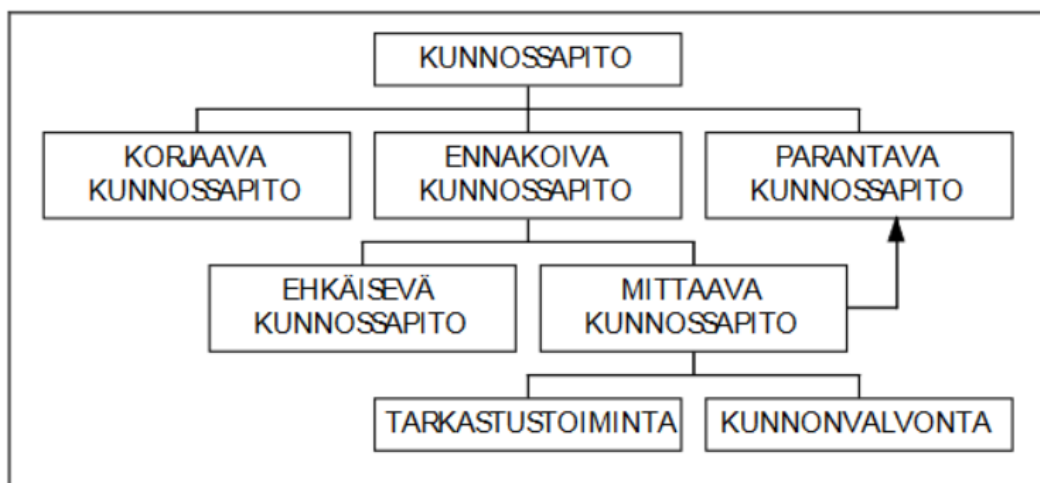 KUNNOSSAPITO
KORJAAVA
KUNNOSSAPITO
ENNAKOIVA
KUNNOSSAPITO
PARANTAVA
KUNNOSSAPITO
EHKÄISEVÄ
KUNNOSSAPITO
MITTAAVA
KUNNOSSAPITO
TARKASTUSTOIMINTA
KUNNONVALVONTA